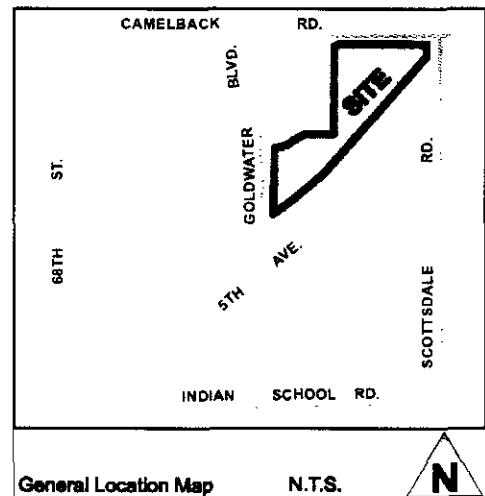 CAMELBACK RD.
BLVD.
SITE
GOLDWATER
ST.
RD.
68TH
5TH AVE.
SCOTTSDALE
INDIAN SCHOOL RD.
General Location Map N.T.S. N